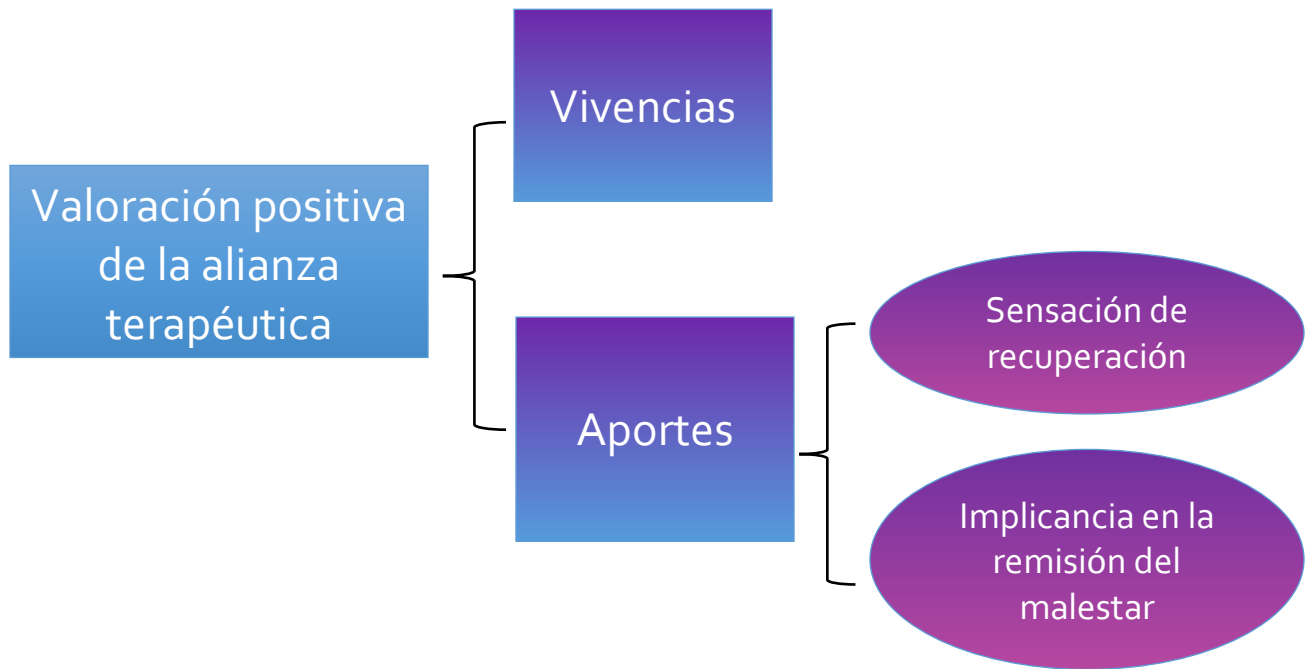 Valoración positiva
de la alianza
terapéutica
Vivencias
Aportes
Sensación de
recuperación
Implicancia en la
remisión del
malestar